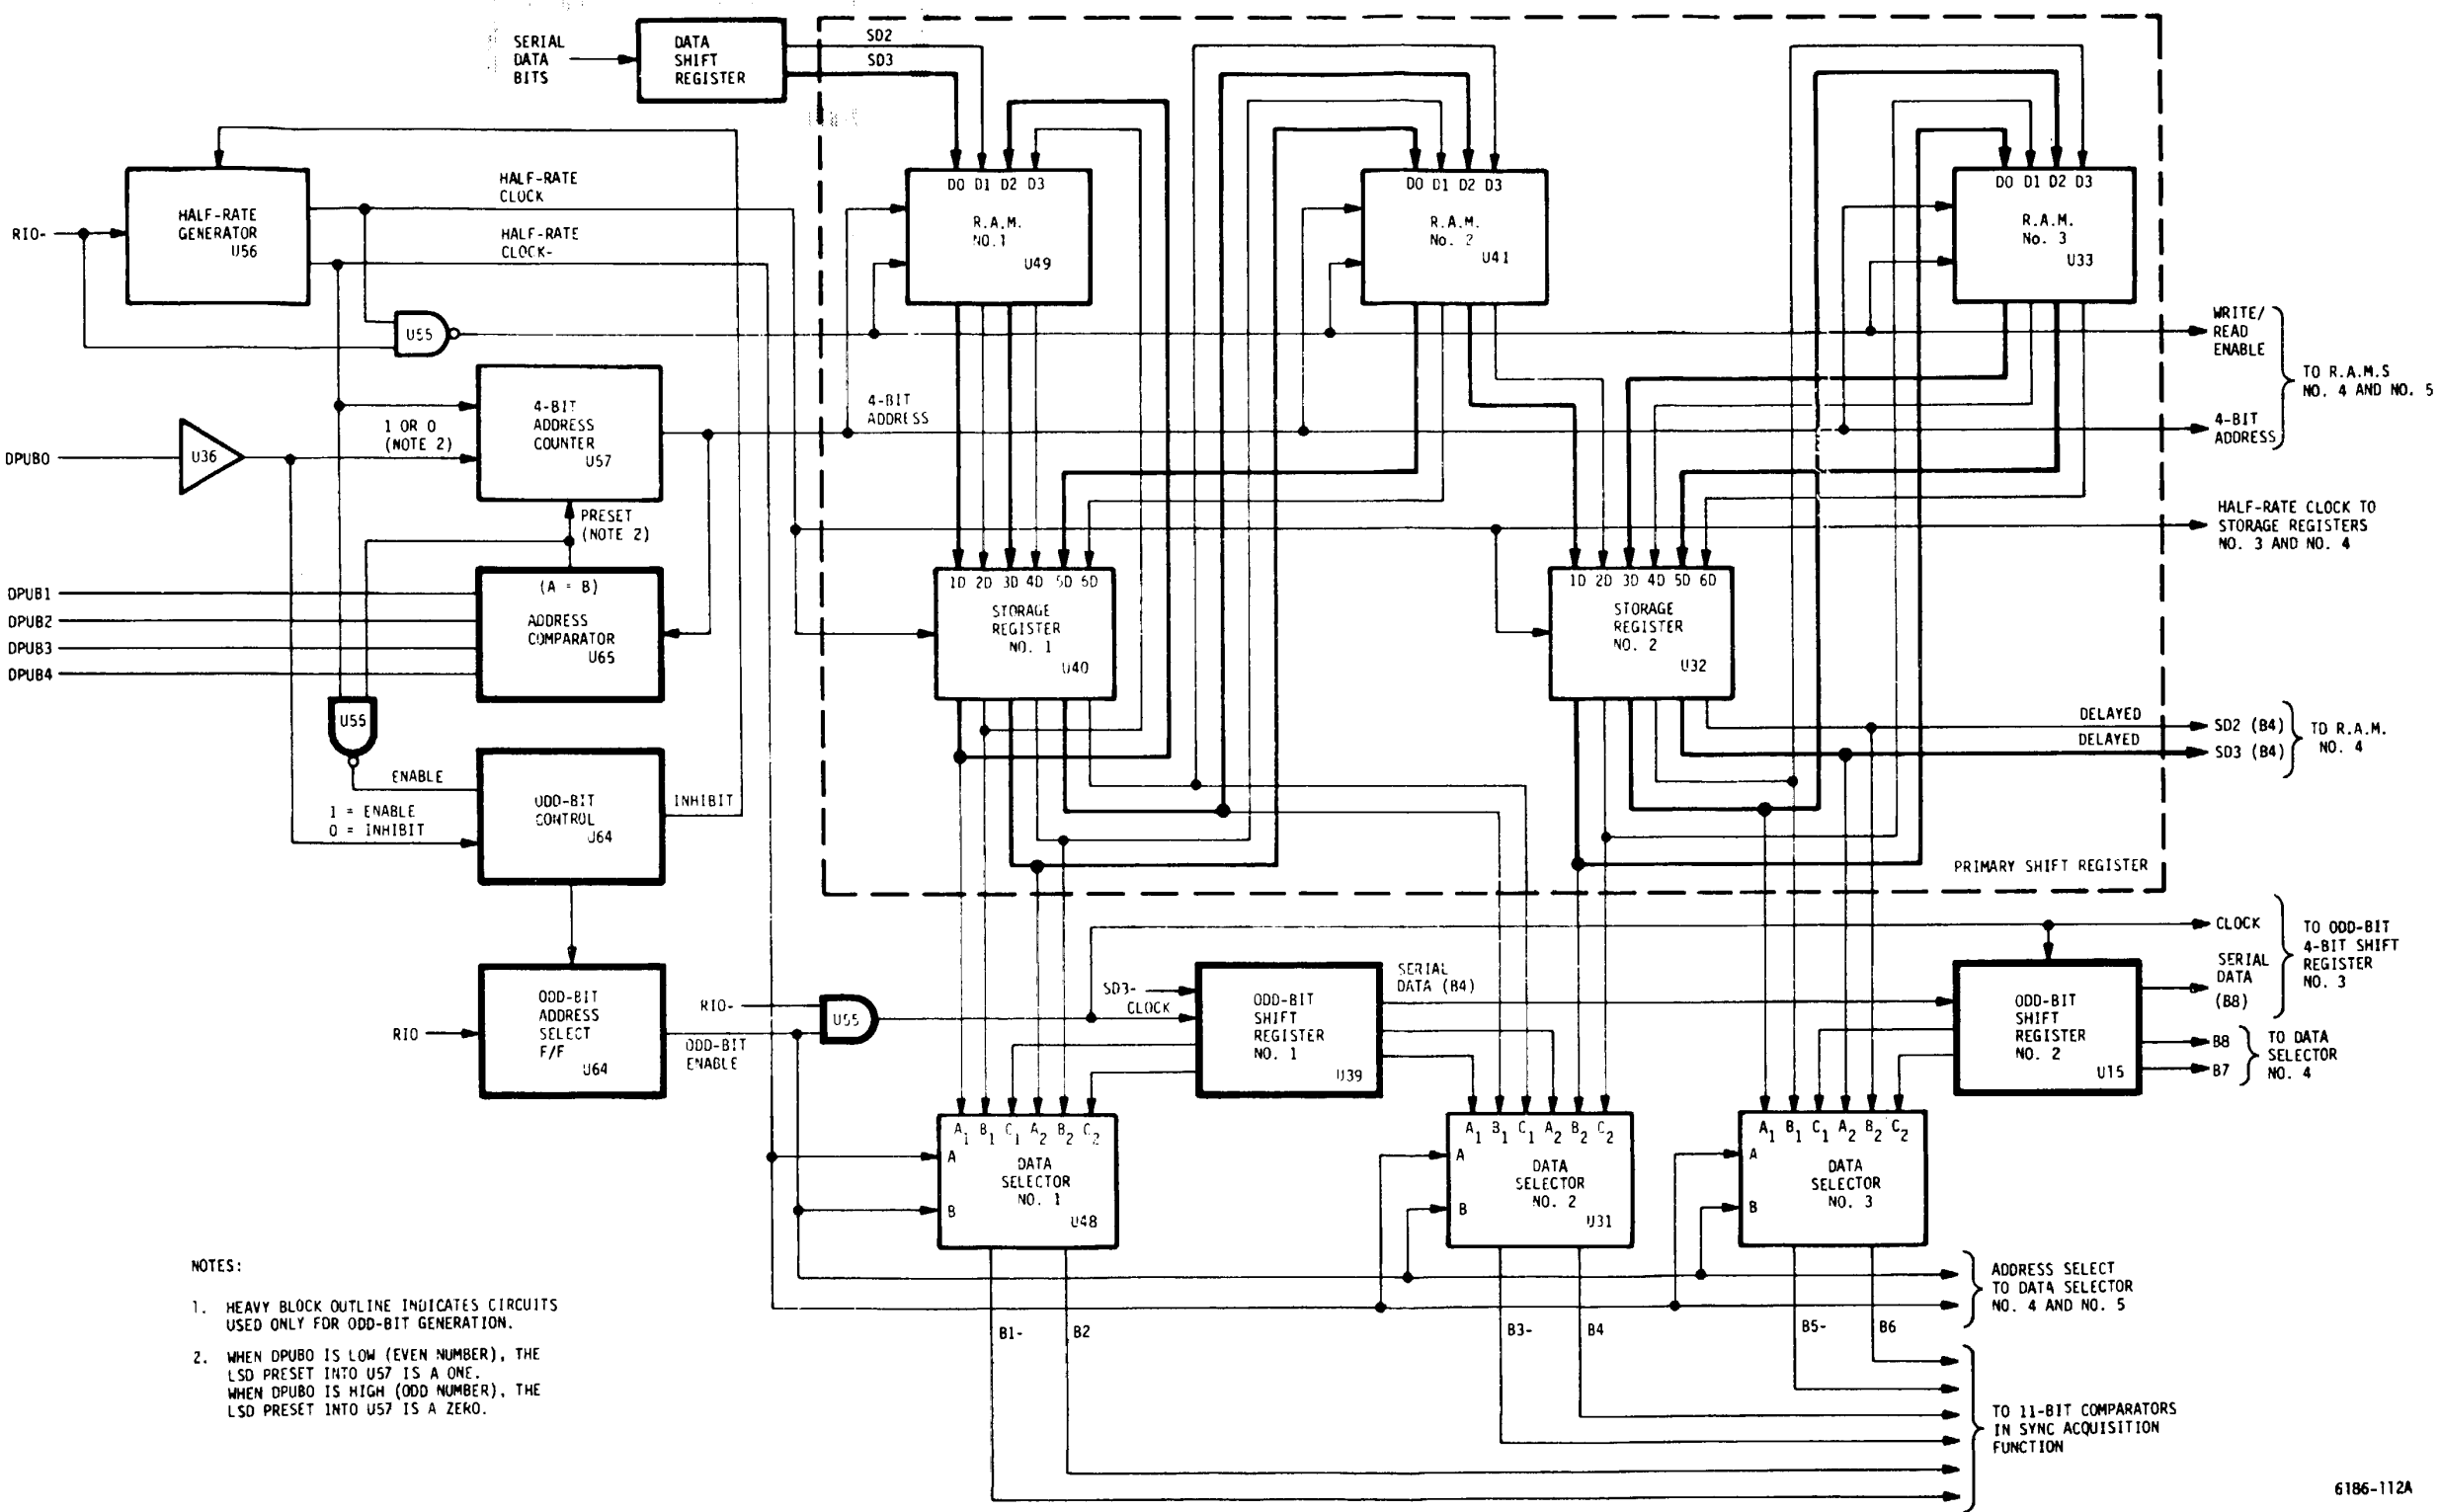 SERIAL
DATA
BITS
DATA
SHIFT
REGISTER
SD2
SD3
RIO-
HALF-RATE
GENERATOR
U56
HALF-RATE
CLOCK
HALF-RATE
CLOCK-
U55
D0 D1 D2 D3
R.A.M.
NO.1
U49
D0 D1 D2 D3
R.A.M.
No. 2
U41
D0 D1 D2 D3
R.A.M.
No. 3
U33
WRITE/
READ
ENABLE
4-BIT
ADDRESS
TO R.A.M.S
NO. 4 AND NO. 5
DPUB0
U36
1 OR 0
(NOTE 2)
4-BIT
ADDRESS
COUNTER
U57
4-BIT
ADDRESS
PRESET
(NOTE 2)
HALF-RATE CLOCK TO
STORAGE REGISTERS
NO. 3 AND NO. 4
DPUB1
DPUB2
DPUB3
DPUB4
(A = B)
ADDRESS
COMPARATOR
U65
1D 2D 3D 4D 5D 6D
STORAGE
REGISTER
NO. 1
U40
1D 2D 3D 4D 5D 6D
STORAGE
REGISTER
NO. 2
U32
U55
ENABLE
1 = ENABLE
0 = INHIBIT
ODD-BIT
CONTROL
U64
INHIBIT
DELAYED
SD2 (B4)
DELAYED
SD3 (B4)
TO R.A.M.
NO. 4
PRIMARY SHIFT REGISTER
RIO
ODD-BIT
ADDRESS
SELECT
F/F
U64
ODD-BIT
ENABLE
RIO-
U55
SD3-
CLOCK
ODD-BIT
SHIFT
REGISTER
NO. 1
U39
SERIAL
DATA (B4)
ODD-BIT
SHIFT
REGISTER
NO. 2
U15
CLOCK
SERIAL
DATA
(B8)
TO ODD-BIT
4-BIT SHIFT
REGISTER
NO. 3
B8
B7
TO DATA
SELECTOR
NO. 4
A1 B1 C1 A2 B2 C2
A
B
DATA
SELECTOR
NO. 1
U48
A1 B1 C1 A2 B2 C2
A
B
DATA
SELECTOR
NO. 2
U31
A1 B1 C1 A2 B2 C2
A
B
DATA
SELECTOR
NO. 3
ADDRESS SELECT
TO DATA SELECTOR
NO. 4 AND NO. 5
B1-
B2
B3-
B4
B5-
B6
TO 11-BIT COMPARATORS
IN SYNC ACQUISITION
FUNCTION
NOTES:
1. HEAVY BLOCK OUTLINE INDICATES CIRCUITS
USED ONLY FOR ODD-BIT GENERATION.
2. WHEN DPUB0 IS LOW (EVEN NUMBER), THE
LSD PRESET INTO U57 IS A ONE.
WHEN DPUB0 IS HIGH (ODD NUMBER), THE
LSD PRESET INTO U57 IS A ZERO.
6186-112A